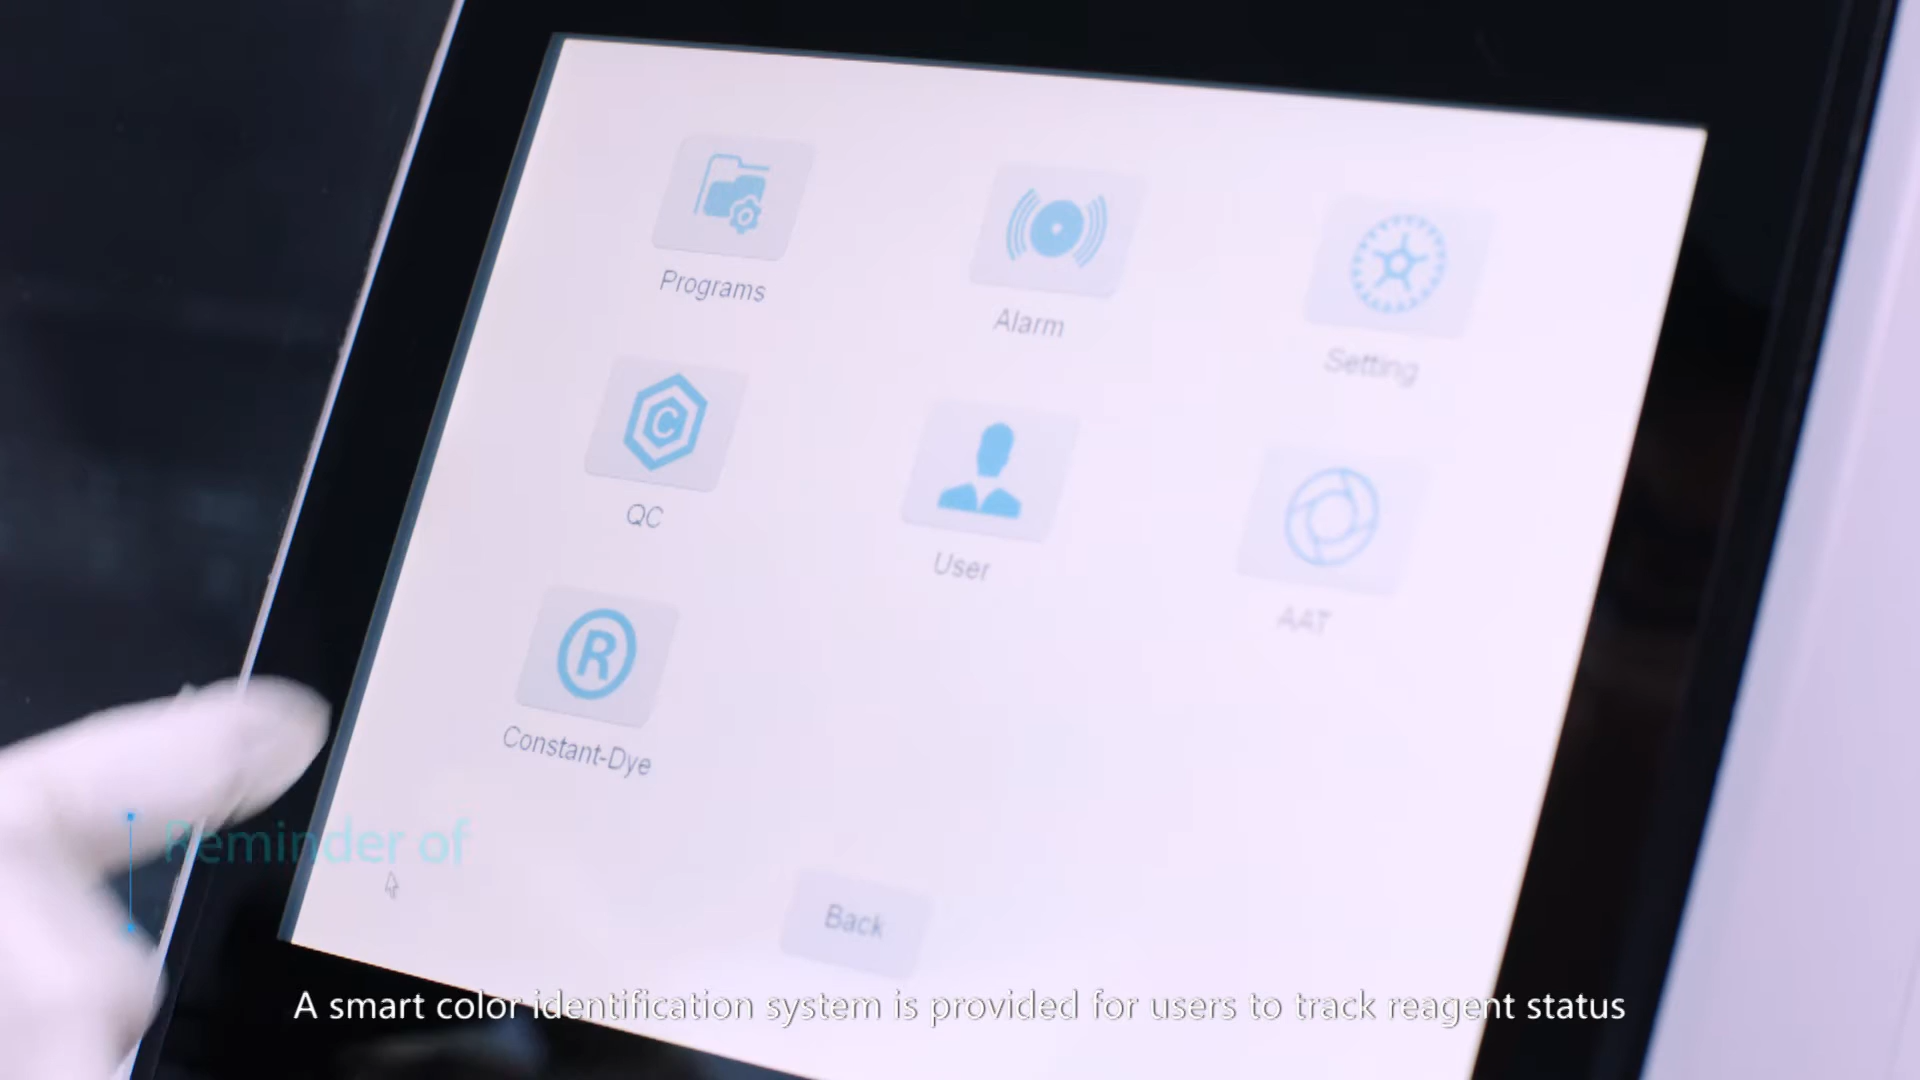 Programs
Alarm
Setting
QC
C
User
AAT
R
Constant-Dye
Reminder of
Back
A smart color identification system is provided for users to track reagent status